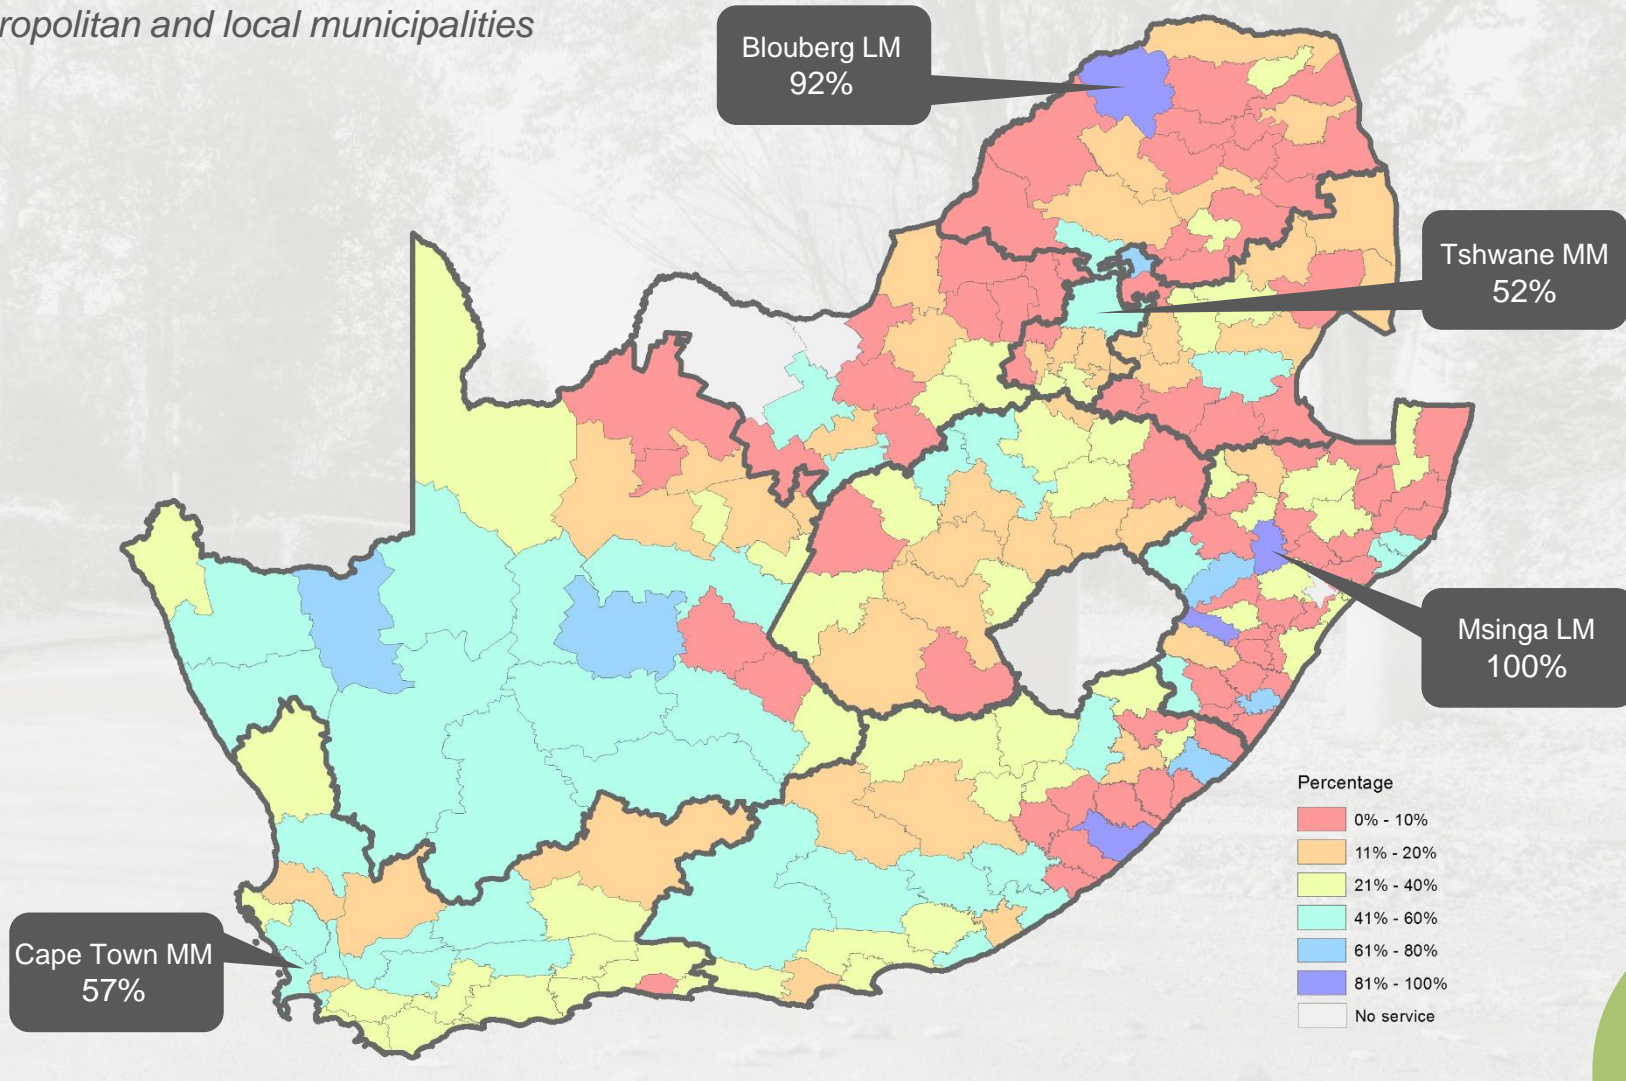 ropolitan and local municipalities
Blouberg LM
92%
Tshwane MM
52%
Msinga LM
100%
Cape Town MM
57%
Percentage
0% - 10%
11% - 20%
21% - 40%
41% - 60%
61% - 80%
81% - 100%
No service